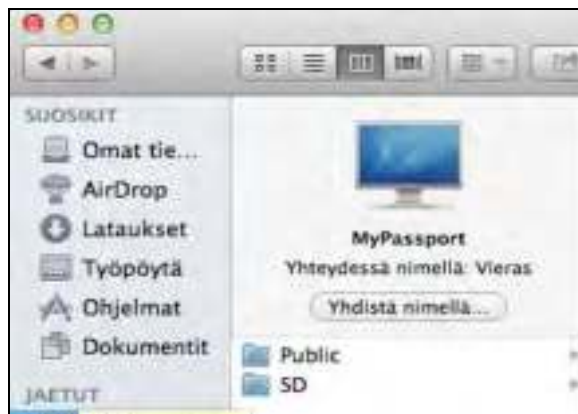 SUOSIKIT
Omat tie...
AirDrop
Lataukset
Työpöytä
Ohjelmat
Dokumentit
JAETUT
MyPassport
Yhteydessä nimellä: Vieras
Yhdistä nimellä...
Public
SD